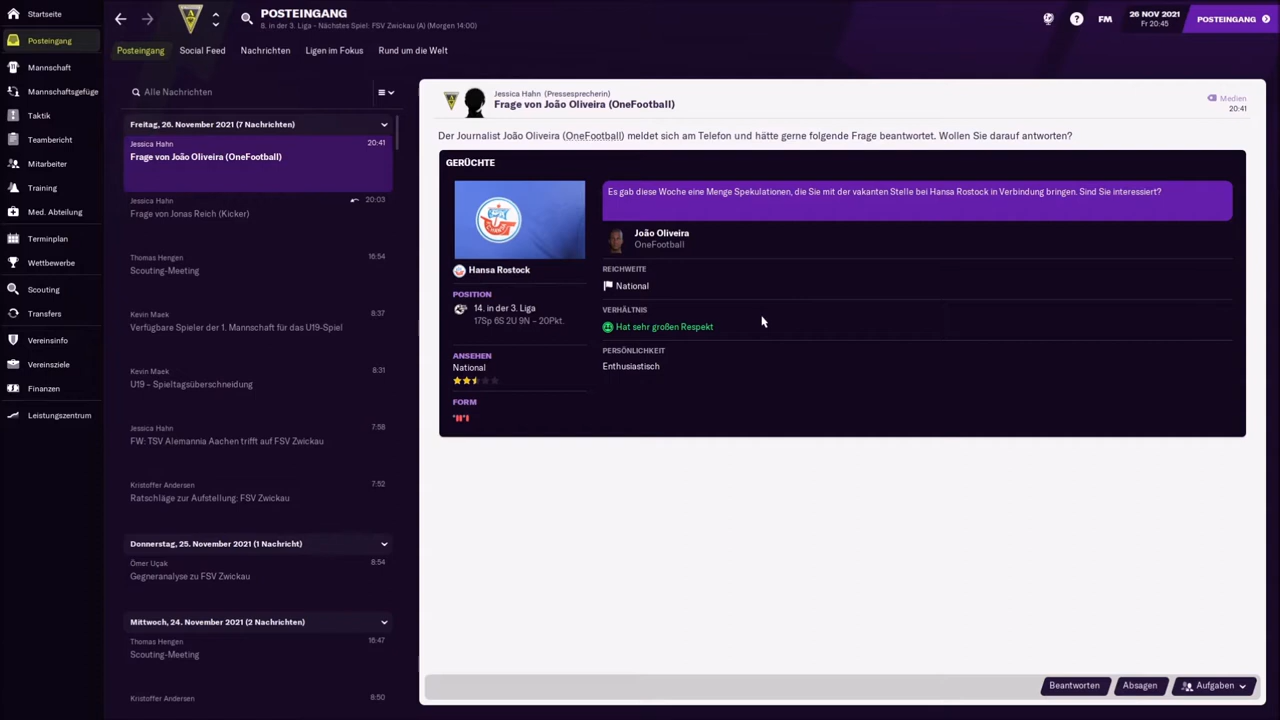 Startseite
Posteingang
Mannschaft
Mannschaftsgefüge
Taktik
Teambericht
Mitarbeiter
Training
Med. Abteilung
Terminplan
Wettbewerbe
Scouting
Transfers
Vereinsinfo
Vereinsziele
Finanzen
Leistungszentrum
POSTEINGANG
8. in der 3. Liga - Nächstes Spiel: FSV Zwickau (A) (Morgen 14:00)
FM
26 NOV 2021
Fr 20:45
POSTEINGANG
Posteingang Social Feed Nachrichten Ligen im Fokus Rund um die Welt
Alle Nachrichten
Freitag, 26. November 2021 (7 Nachrichten)
Jessica Hahn 20:41
Frage von João Oliveira (OneFootball)
Jessica Hahn 20:03
Frage von Jonas Reich (Kicker)
Thomas Hengen 16:54
Scouting-Meeting
Kevin Maek 8:37
Verfügbare Spieler der 1. Mannschaft für das U19-Spiel
Kevin Maek 8:31
U19 - Spieltagsüberschneidung
Jessica Hahn 7:58
FW: TSV Alemannia Aachen trifft auf FSV Zwickau
Kristoffer Andersen 7:52
Ratschläge zur Aufstellung: FSV Zwickau
Donnerstag, 25. November 2021 (1 Nachricht)
Ömer Uçak 8:54
Gegneranalyse zu FSV Zwickau
Mittwoch, 24. November 2021 (2 Nachrichten)
Thomas Hengen 16:47
Scouting-Meeting
Kristoffer Andersen 8:50
Jessica Hahn (Pressesprecherin)
Frage von João Oliveira (OneFootball)
Medien
20:41
Der Journalist João Oliveira (OneFootball) meldet sich am Telefon und hätte gerne folgende Frage beantwortet. Wollen Sie darauf antworten?
GERÜCHTE
Es gab diese Woche eine Menge Spekulationen, die Sie mit der vakanten Stelle bei Hansa Rostock in Verbindung bringen. Sind Sie interessiert?
João Oliveira
OneFootball
Hansa Rostock
REICHWEITE
National
POSITION
14. in der 3. Liga
17Sp 6S 2U 9N - 20Pkt.
VERHÄLTNIS
Hat sehr großen Respekt
PERSÖNLICHKEIT
Enthusiastisch
ANSEHEN
National
FORM
Beantworten Absagen Aufgaben